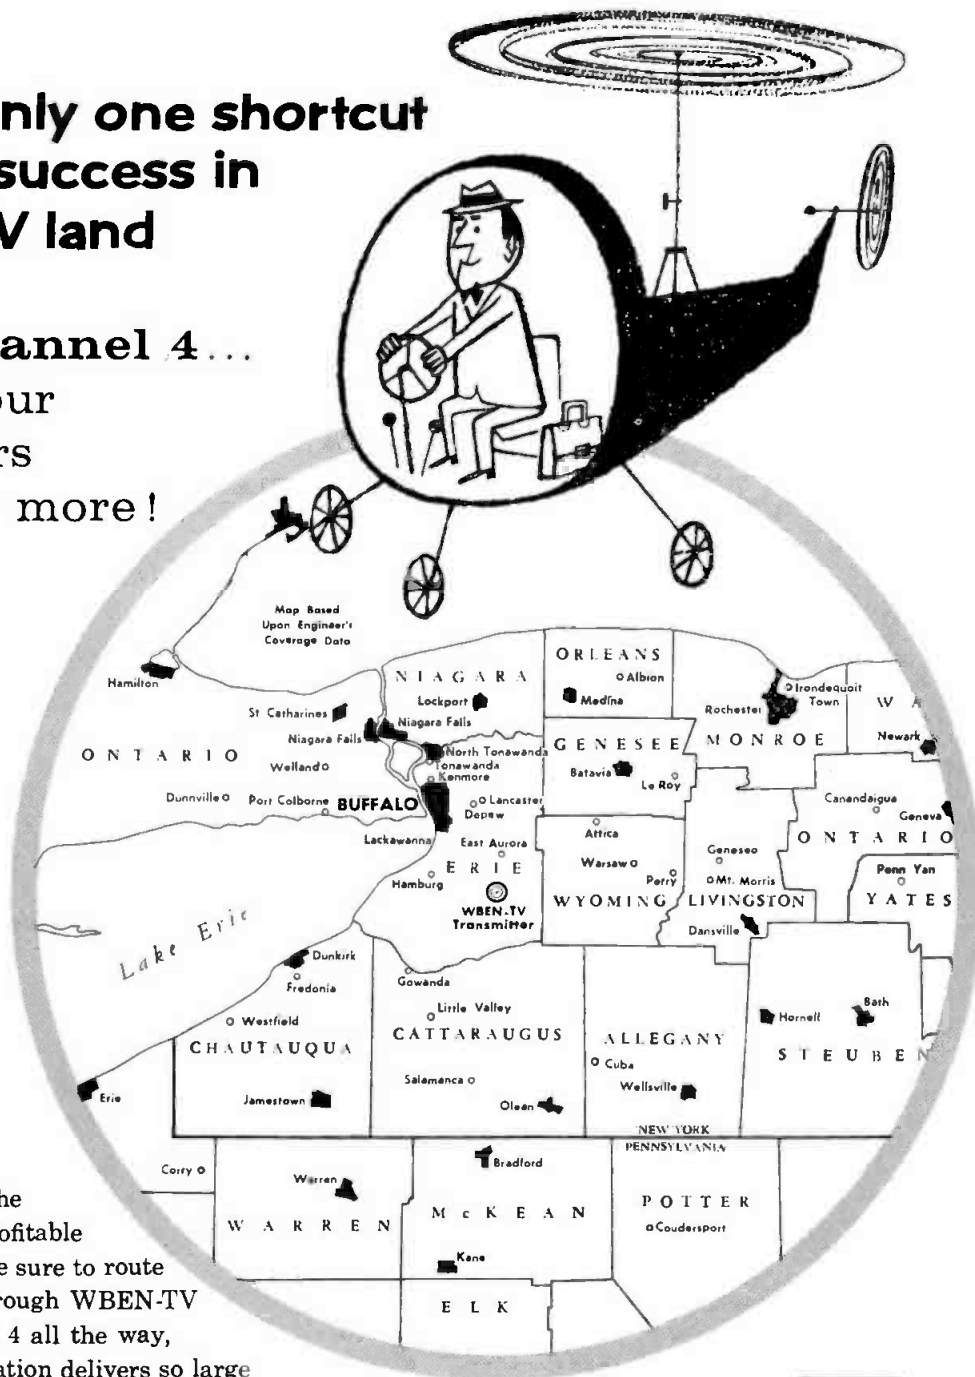 nly one shortcut
success in
V land
annel 4...
our
rs
more!
Map Based
Upon Engineer's
Coverage Data
Hamilton
St Catharines
Niagara Falls
Niagara Falls
ONTARIO
Welland
Dunnville
Port Colborne
BUFFALO
NIAGARA
Lockport
North Tonawanda
Tonawanda
Kenmore
Lancaster
Depew
Lackawanna
East Aurora
ERIE
Hamburg
WBEN-TV
Transmitter
ORLEANS
Albion
Medina
GENESEE
Batavia
Le Roy
Attica
Warsaw
Perry
WYOMING
Rochester
Irondequoit
Town
MONROE
WA
Newark
Canandaigua
Geneva
ONTARIO
Geneseo
Mt. Morris
LIVINGSTON
Dansville
Penn Yan
YATES
Lake Erie
Dunkirk
Fredonia
Westfield
CHAUTAUQUA
Jamestown
Erie
Gowanda
Little Valley
CATTARAUGUS
Salamanca
Olean
ALLEGANY
Cuba
Wellsville
Hornell
Bath
STEUBEN
NEW YORK
PENNSYLVANIA
Corry
Warren
WARREN
Bradford
McKEAN
Kane
POTTER
Coudersport
ELK
he
ofitable
e sure to route
rough WBEN-TV
4 all the way,
ation delivers so large